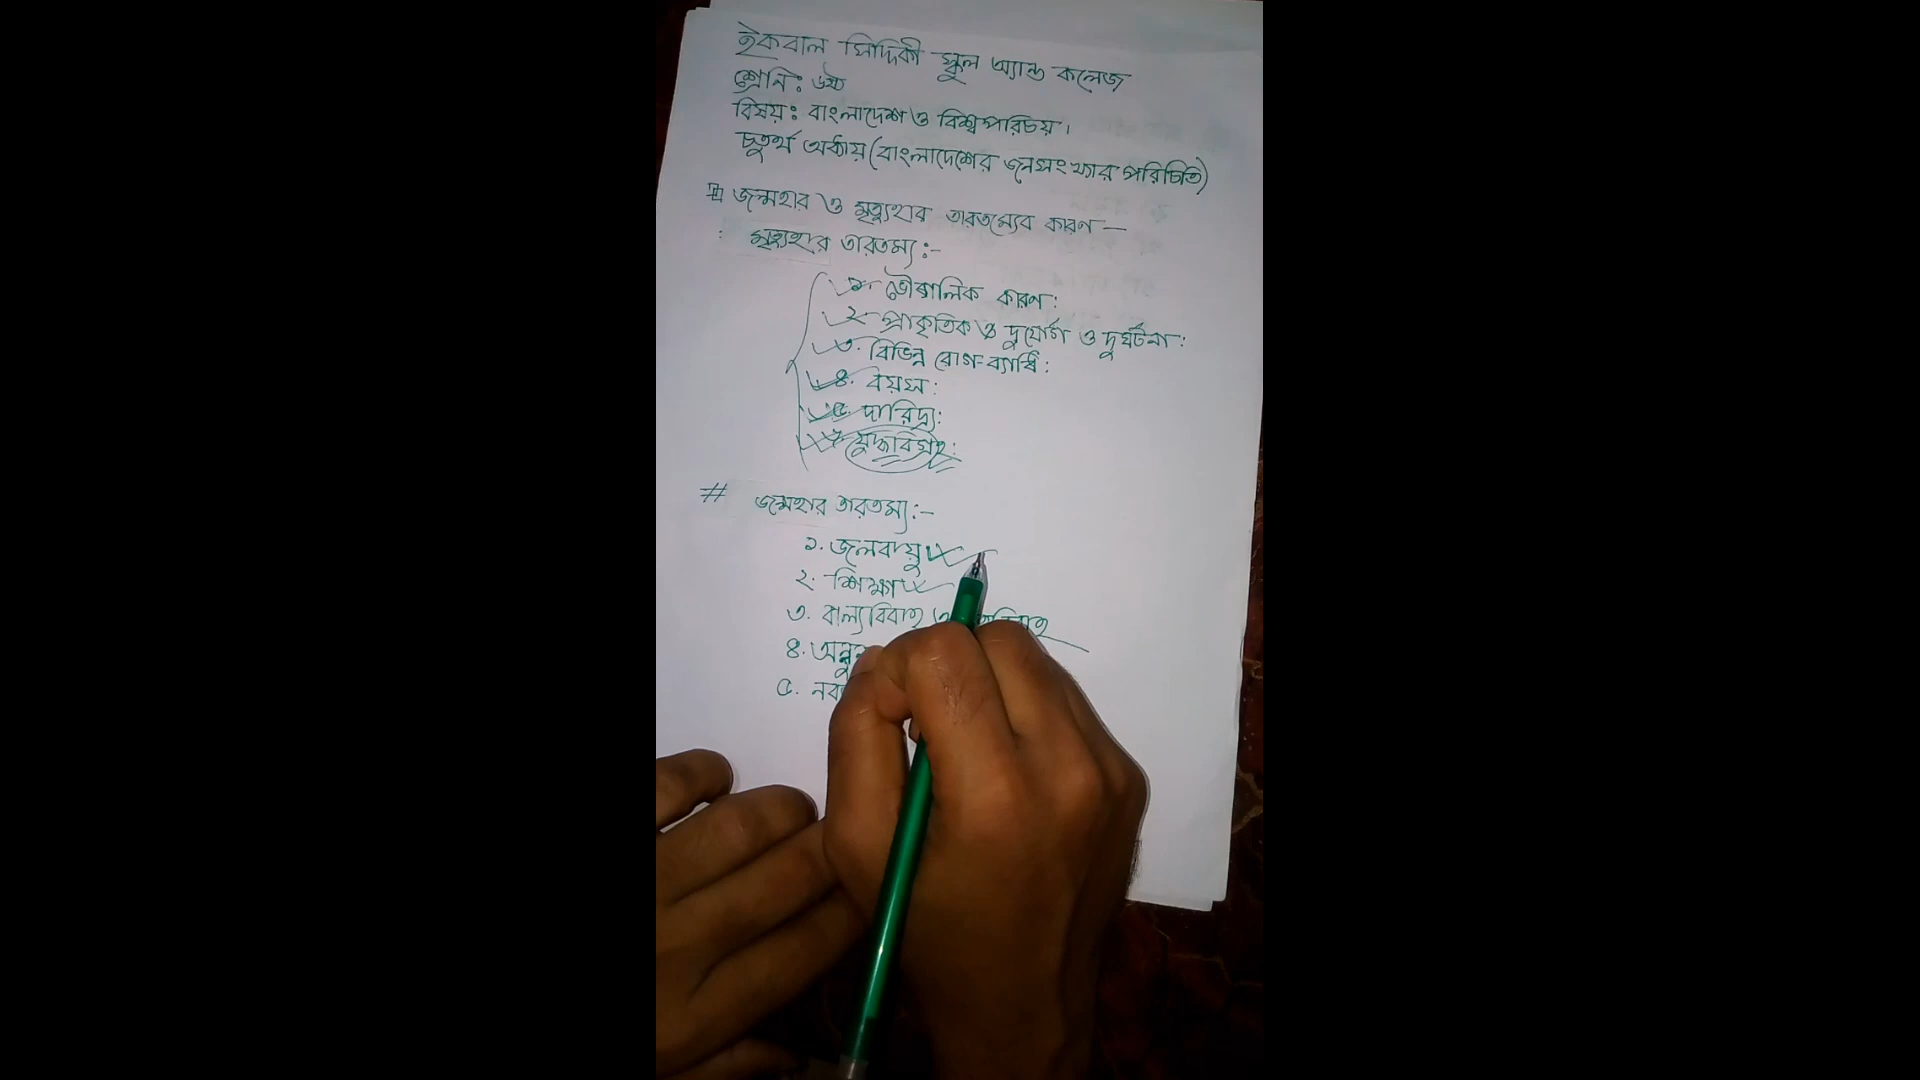 ইকবাল সিদ্দিকী স্কুল অ্যান্ড কলেজ
শ্রেনি: ৬ষ্ঠ
বিষয়: বাংলাদেশ ও বিশ্বপরিচয়।
চতুর্থ অধ্যায় (বাংলাদেশের জনসংখ্যার পরিচিতি)
# জন্মহার ও মৃত্যুহার তারতম্যের কারণ —
: মৃত্যুহার তারতম্য:-
১. ভৌগলিক কারণ:
২. প্রাকৃতিক দুর্যোগ ও দুর্ঘটনা:
৩. বিভিন্ন রোগ-ব্যাধি:
৪. বয়স:
৫. দারিদ্র্য:
যুদ্ধবিগ্রহ:
# জন্মহার তারতম্য:-
১. জলবায়ু
২. শিক্ষা
৩. বাল্যবিবাহ
৪.
৫.